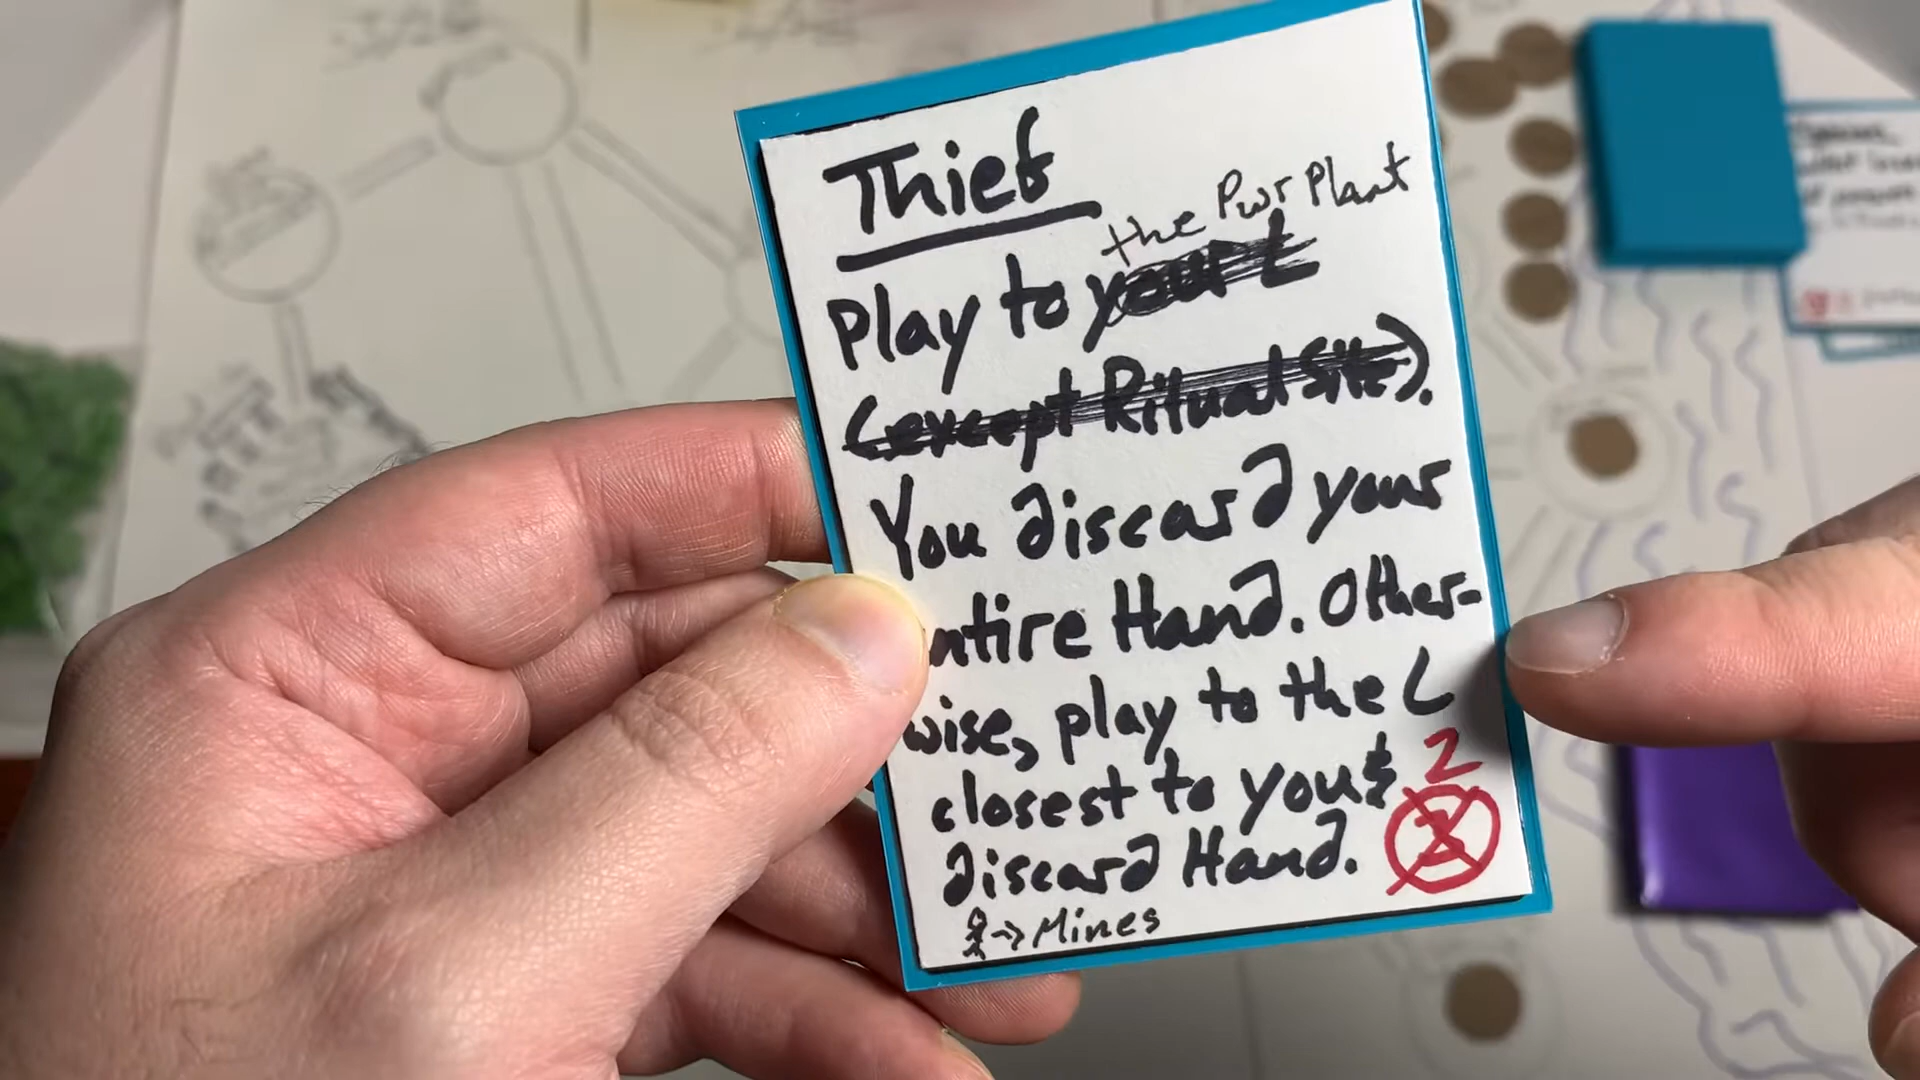 Thief
the Pwr Plant
Play to your L
(except Ritual Site).
You discard your
ntire Hand. Other-
wise, play to the L
closest to you &
2
discard Hand.
→ Mines